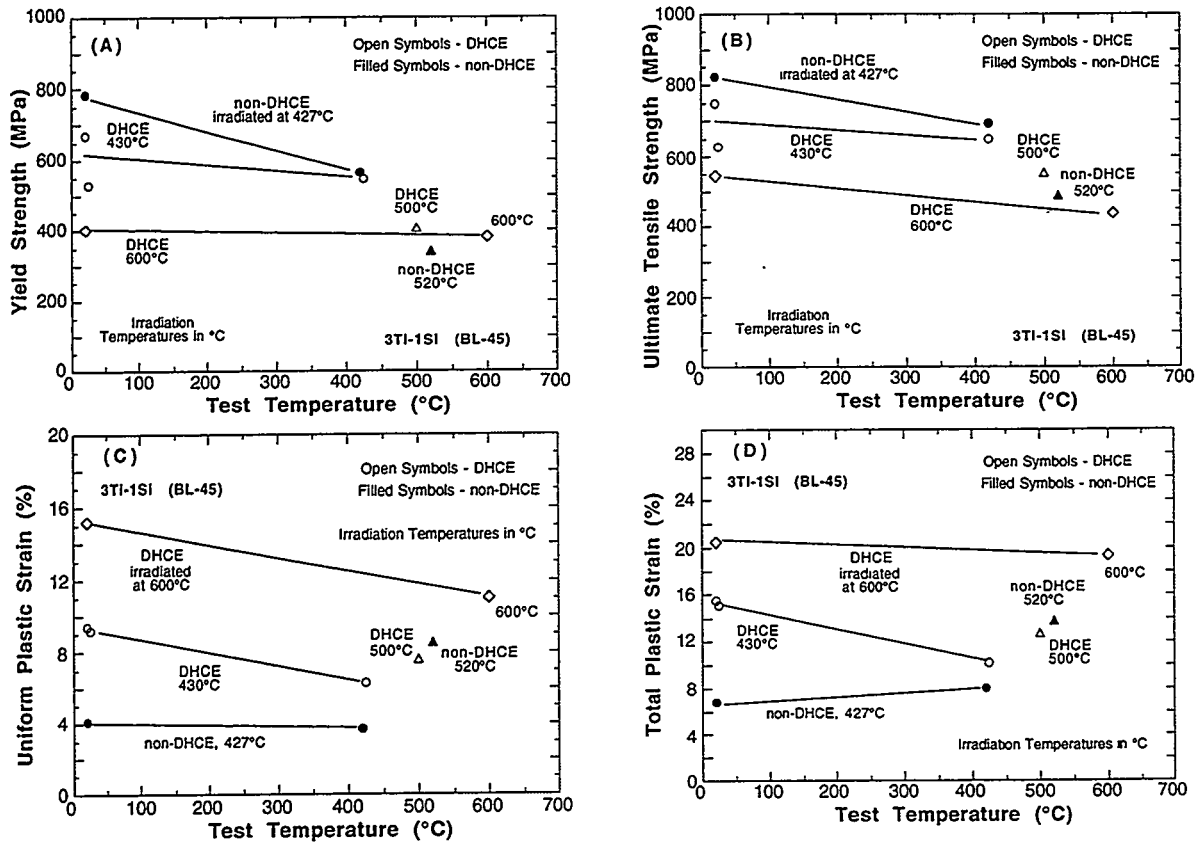 (A)
Open Symbols - DHCE
Filled Symbols - non-DHCE
non-DHCE
irradiated at 427°C
DHCE
430°C
DHCE
500°C
600°C
DHCE
600°C
non-DHCE
520°C
Irradiation
Temperatures in °C
3TI-1SI (BL-45)
Yield Strength (MPa)
1000
800
600
400
200
0
0 100 200 300 400 500 600 700
Test Temperature (°C)
(B)
Open Symbols - DHCE
Filled Symbols - non-DHCE
non-DHCE
irradiated at 427°C
DHCE
430°C
DHCE
500°C
non-DHCE
520°C
DHCE
600°C
Irradiation
Temperatures in °C
3TI-1SI (BL-45)
Ultimate Tensile Strength (MPa)
1000
800
600
400
200
0
0 100 200 300 400 500 600 700
Test Temperature (°C)
(C)
Open Symbols - DHCE
3TI-1SI (BL-45)
Filled Symbols - non-DHCE
Irradiation Temperatures in °C
DHCE
irradiated
at 600°C
600°C
DHCE
500°C
non-DHCE
520°C
DHCE
430°C
non-DHCE, 427°C
Uniform Plastic Strain (%)
20
16
12
8
4
0
0 100 200 300 400 500 600 700
Test Temperature (°C)
(D)
Open Symbols - DHCE
3TI-1SI (BL-45)
Filled Symbols - non-DHCE
DHCE
irradiated
at 600°C
600°C
non-DHCE
520°C
DHCE
430°C
DHCE
500°C
non-DHCE, 427°C
Irradiation Temperatures in °C
Total Plastic Strain (%)
28
24
20
16
12
8
4
0
0 100 200 300 400 500 600 700
Test Temperature (°C)